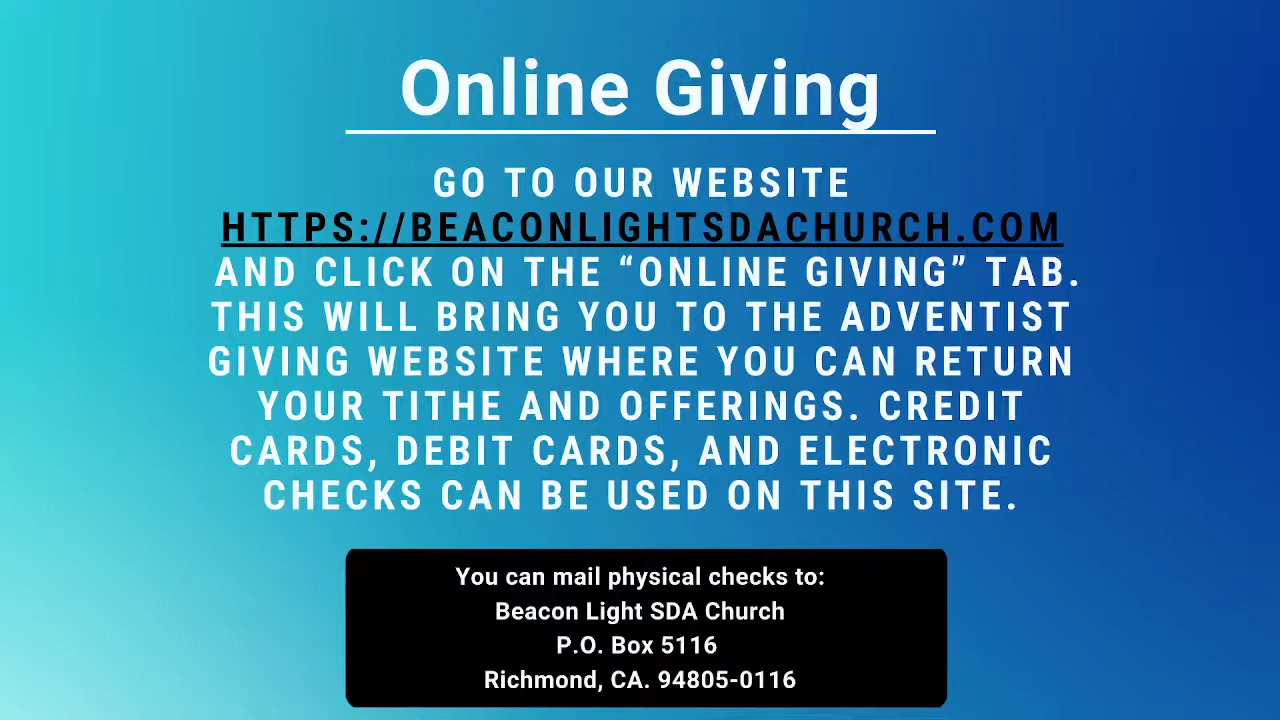 Online Giving
GO TO OUR WEBSITE
HTTPS://BEACONLIGHTSDACHURCH.COM
AND CLICK ON THE “ONLINE GIVING” TAB.
THIS WILL BRING YOU TO THE ADVENTIST
GIVING WEBSITE WHERE YOU CAN RETURN
YOUR TITHE AND OFFERINGS. CREDIT
CARDS, DEBIT CARDS, AND ELECTRONIC
CHECKS CAN BE USED ON THIS SITE.
You can mail physical checks to:
Beacon Light SDA Church
P.O. Box 5116
Richmond, CA. 94805-0116